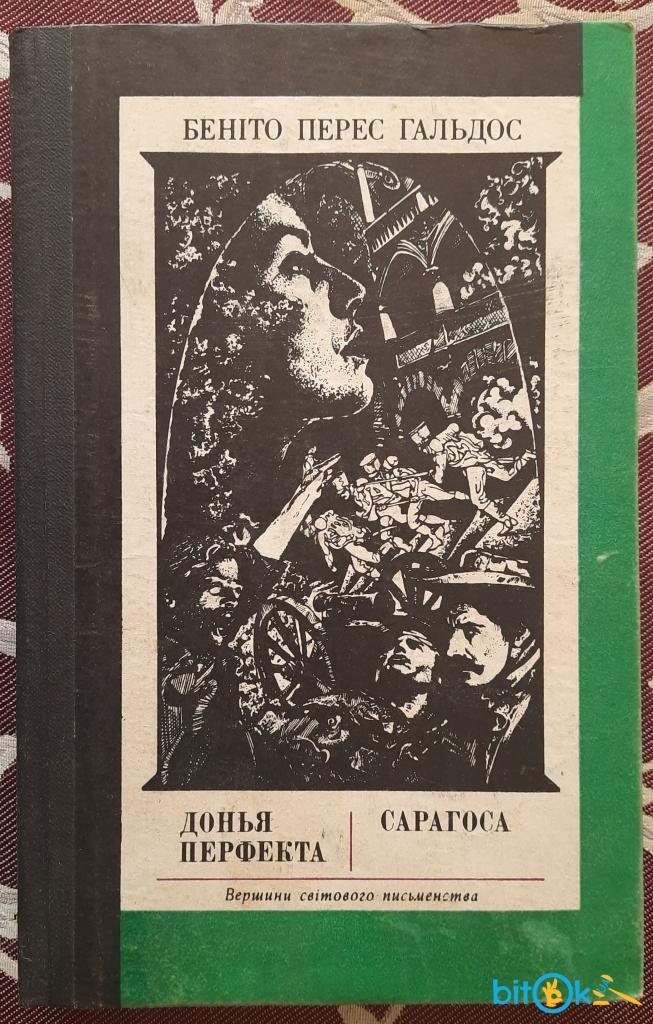 БЕНІТО ПЕРЕС ГАЛЬДОС
ДОНЬЯ
ПЕРФЕКТА
САРАГОСА
Вершини світового письменства
bitok